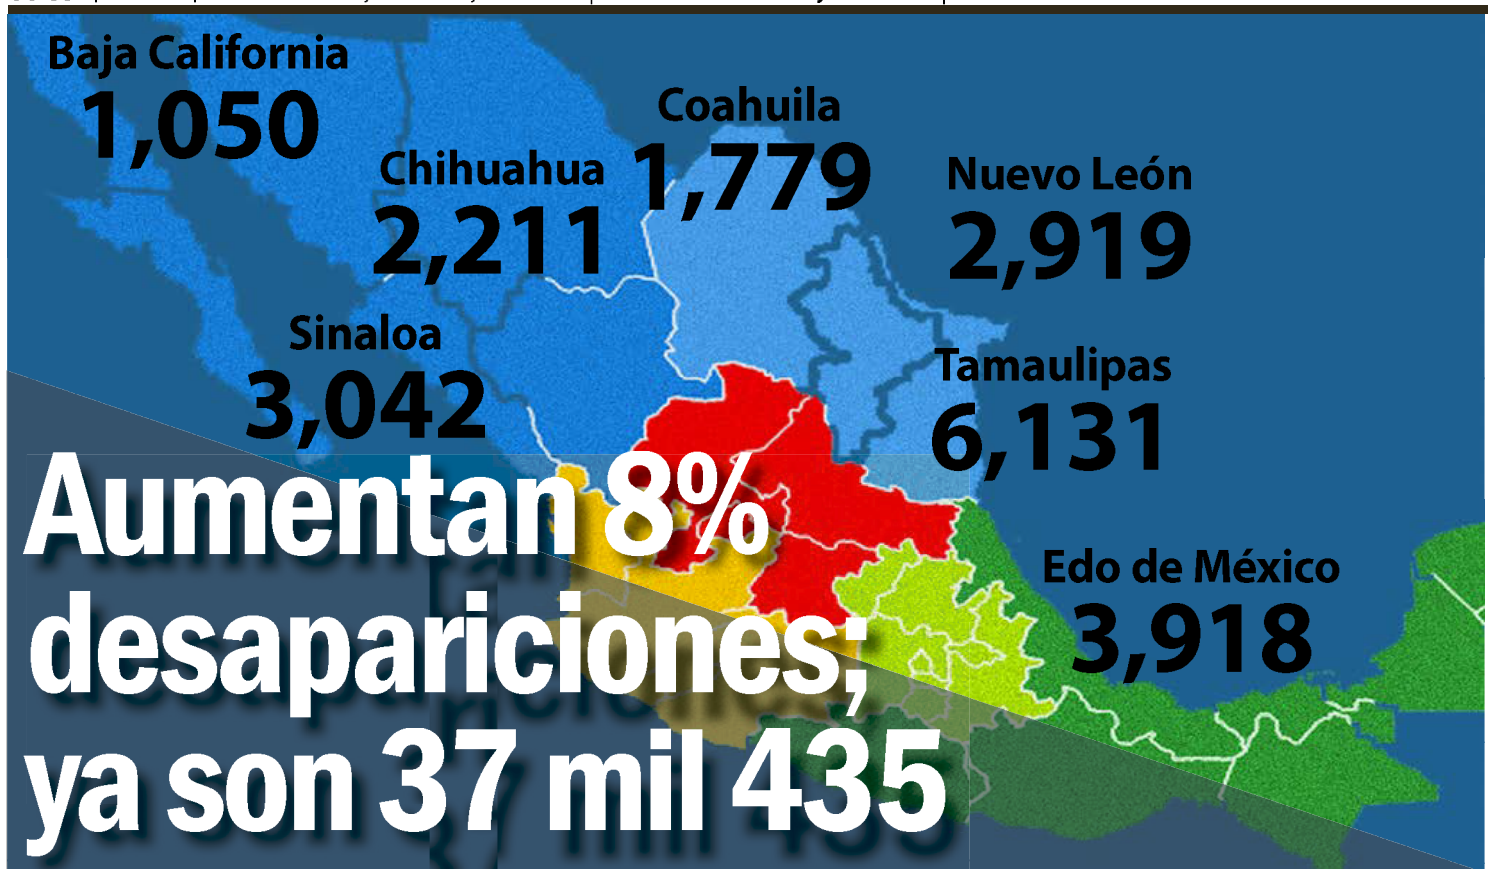 Baja California
1,050
Chihuahua
2,211
Coahuila
1,779
Nuevo León
2,919
Sinaloa
3,042
Tamaulipas
6,131
Edo de México
3,918
Aumentan 8%
desapariciones;
ya son 37 mil 435